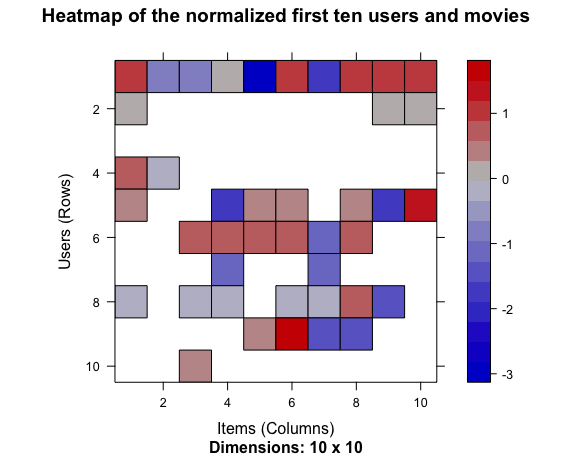 Heatmap of the normalized first ten users and movies
Users (Rows)
2
4
6
8
10
2 4 6 8 10
1
0
-1
-2
-3
Items (Columns)
Dimensions: 10 x 10